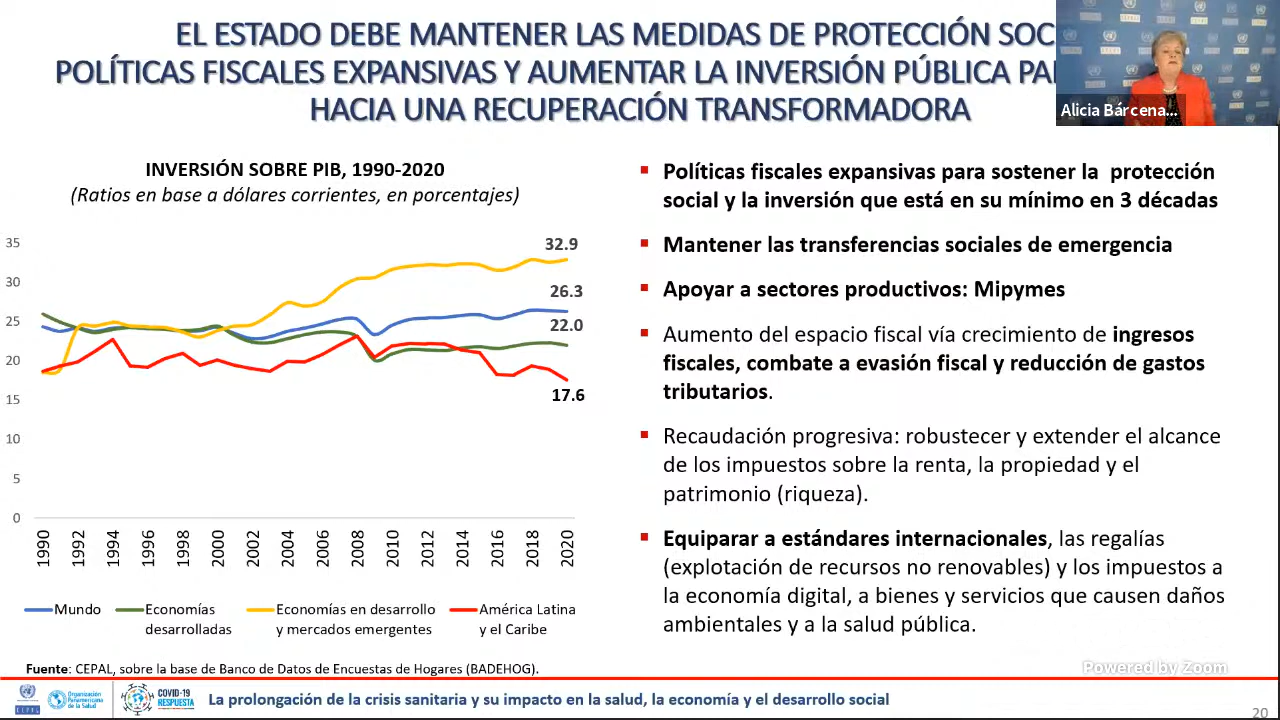 EL ESTADO DEBE MANTENER LAS MEDIDAS DE PROTECCIÓN SOC
POLÍTICAS FISCALES EXPANSIVAS Y AUMENTAR LA INVERSIÓN PÚBLICA PA
HACIA UNA RECUPERACIÓN TRANSFORMADORA
Alicia Bárcena...
INVERSIÓN SOBRE PIB, 1990-2020
(Ratios en base a dólares corrientes, en porcentajes)
35
30
25
20
15
10
5
0
32.9
26.3
22.0
17.6
1990 1992 1994 1996 1998 2000 2002 2004 2006 2008 2010 2012 2014 2016 2018 2020
Mundo
Economías
desarrolladas
Economías en desarrollo
y mercados emergentes
América Latina
y el Caribe
Políticas fiscales expansivas para sostener la protección
social y la inversión que está en su mínimo en 3 décadas
Mantener las transferencias sociales de emergencia
Apoyar a sectores productivos: Mipymes
Aumento del espacio fiscal vía crecimiento de ingresos
fiscales, combate a evasión fiscal y reducción de gastos
tributarios.
Recaudación progresiva: robustecer y extender el alcance
de los impuestos sobre la renta, la propiedad y el
patrimonio (riqueza).
Equiparar a estándares internacionales, las regalías
(explotación de recursos no renovables) y los impuestos a
la economía digital, a bienes y servicios que causen daños
ambientales y a la salud pública.
Fuente: CEPAL, sobre la base de Banco de Datos de Encuestas de Hogares (BADEHOG).
Powered by Zoom
CEPAL
Organización
Panamericana
de la Salud
COVID-19
RESPUESTA
La prolongación de la crisis sanitaria y su impacto en la salud, la economía y el desarrollo social
20